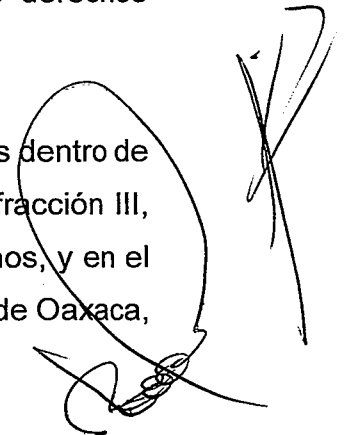 derechos
s dentro de
fracción III,
nos, y en el
de Oaxaca,